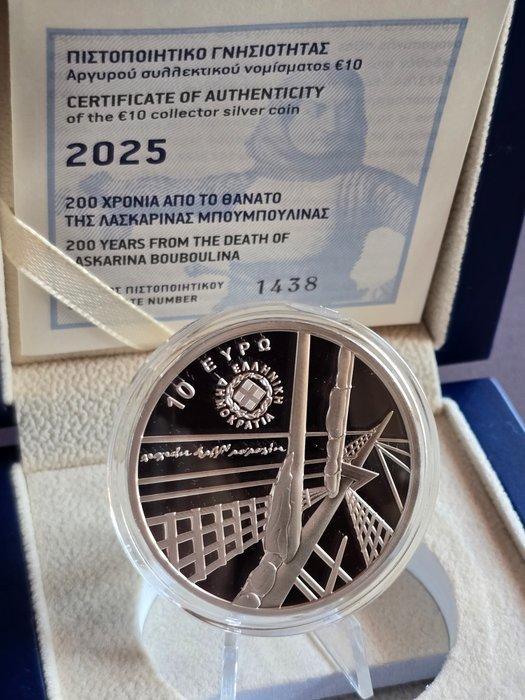 ΠΙΣΤΟΠΟΙΗΤΙΚΟ ΓΝΗΣΙΟΤΗΤΑΣ
Αργυρού συλλεκτικού νομίσματος €10
CERTIFICATE OF AUTHENTICITY
of the €10 collector silver coin
2025
200 ΧΡΟΝΙΑ ΑΠΟ ΤΟ ΘΑΝΑΤΟ
ΤΗΣ ΛΑΣΚΑΡΙΝΑΣ ΜΠΟΥΜΠΟΥΛΙΝΑΣ
200 YEARS FROM THE DEATH OF
ASKARINA BOUBOULINA
ΠΙΣΤΟΠΟΙΗΤΙΚΟΥ
NUMBER
1438
10 ΕΥΡΩ
ΕΛΛΗΝΙΚΗ
ΔΗΜΟΚΡΑΤΙΑ